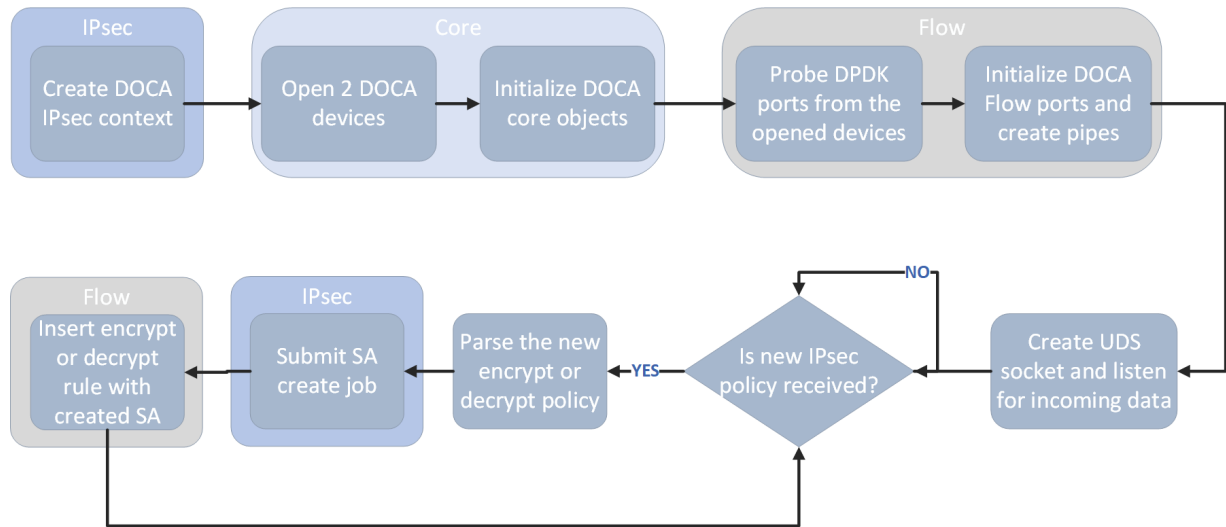 IPsec
Create DOCA
IPsec context
Core
Open 2 DOCA
devices
Initialize DOCA
core objects
Flow
Probe DPDK
ports from the
opened devices
Initialize DOCA
Flow ports and
create pipes
Create UDS
socket and listen
for incoming data
NO
Is new IPsec
policy received?
YES
Parse the new
encrypt or
decrypt policy
IPsec
Submit SA
create job
Flow
Insert encrypt
or decrypt
rule with
created SA